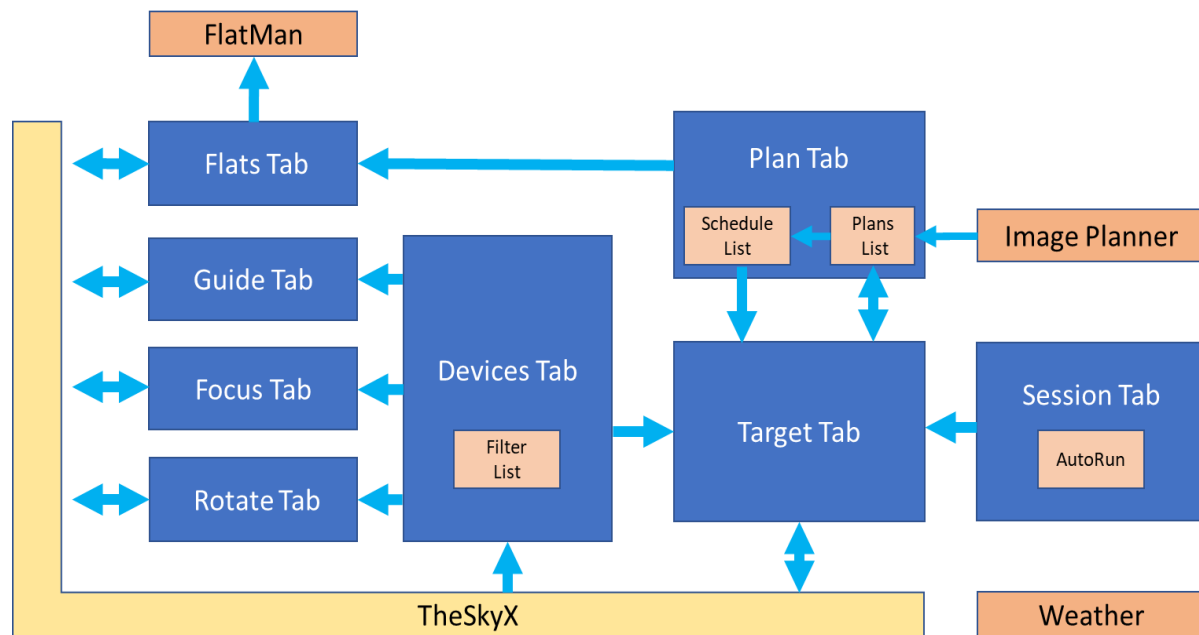 FlatMan
Flats Tab
Plan Tab
Schedule
List
Plans
List
Image Planner
Guide Tab
Devices Tab
Filter
List
Focus Tab
Rotate Tab
Target Tab
Session Tab
AutoRun
TheSkyX
Weather